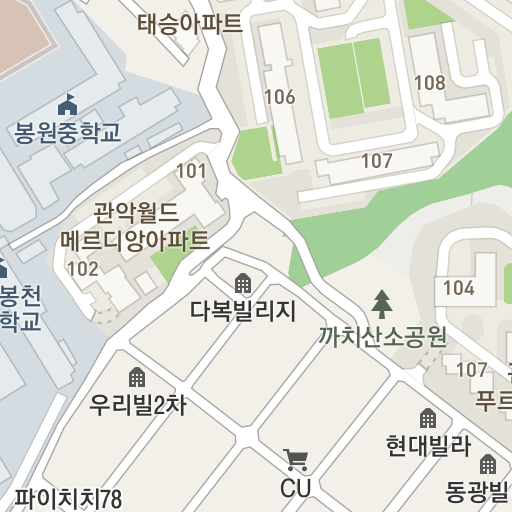 태승아파트
106
108
봉원중학교
107
101
관악월드
메르디앙아파트
102
봉천
학교
104
다복빌리지
까치산소공원
107
푸르
우리빌2차
현대빌라
CU
동광빌
파이치치78